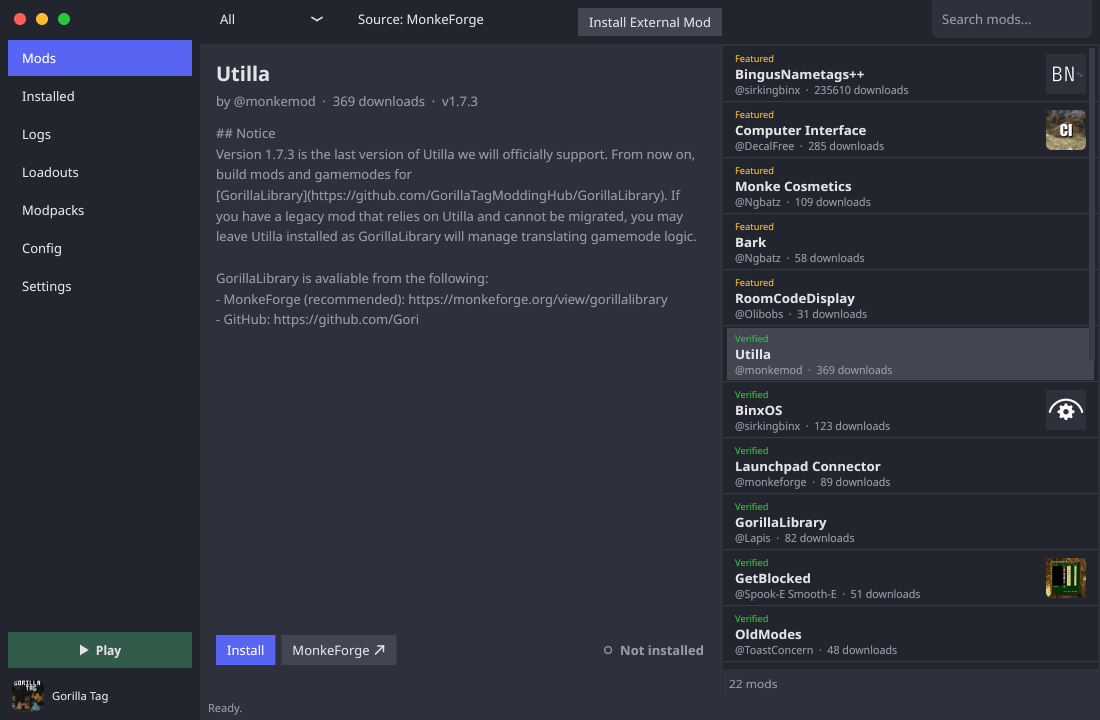 All
Source: MonkeForge
Install External Mod
Search mods...
Mods
Installed
Logs
Loadouts
Modpacks
Config
Settings
Play
GORILLA TAG
Gorilla Tag
Utilla
by @monkemod · 369 downloads · v1.7.3
## Notice
Version 1.7.3 is the last version of Utilla we will officially support. From now on,
build mods and gamemodes for
[GorillaLibrary](https://github.com/GorillaTagModdingHub/GorillaLibrary). If
you have a legacy mod that relies on Utilla and cannot be migrated, you may
leave Utilla installed as GorillaLibrary will manage translating gamemode logic.
GorillaLibrary is avaliable from the following:
- MonkeForge (recommended): https://monkeforge.org/view/gorillalibrary
- GitHub: https://github.com/Gori
Install
MonkeForge
Not installed
Ready.
Featured
BingusNametags++
@sirkingbinx · 235610 downloads
BN
Featured
Computer Interface
@DecalFree · 285 downloads
CI
Featured
Monke Cosmetics
@Ngbatz · 109 downloads
Featured
Bark
@Ngbatz · 58 downloads
Featured
RoomCodeDisplay
@Olibobs · 31 downloads
Verified
Utilla
@monkemod · 369 downloads
Verified
BinxOS
@sirkingbinx · 123 downloads
Verified
Launchpad Connector
@monkeforge · 89 downloads
Verified
GorillaLibrary
@Lapis · 82 downloads
Verified
GetBlocked
@Spook-E Smooth-E · 51 downloads
Verified
OldModes
@ToastConcern · 48 downloads
22 mods